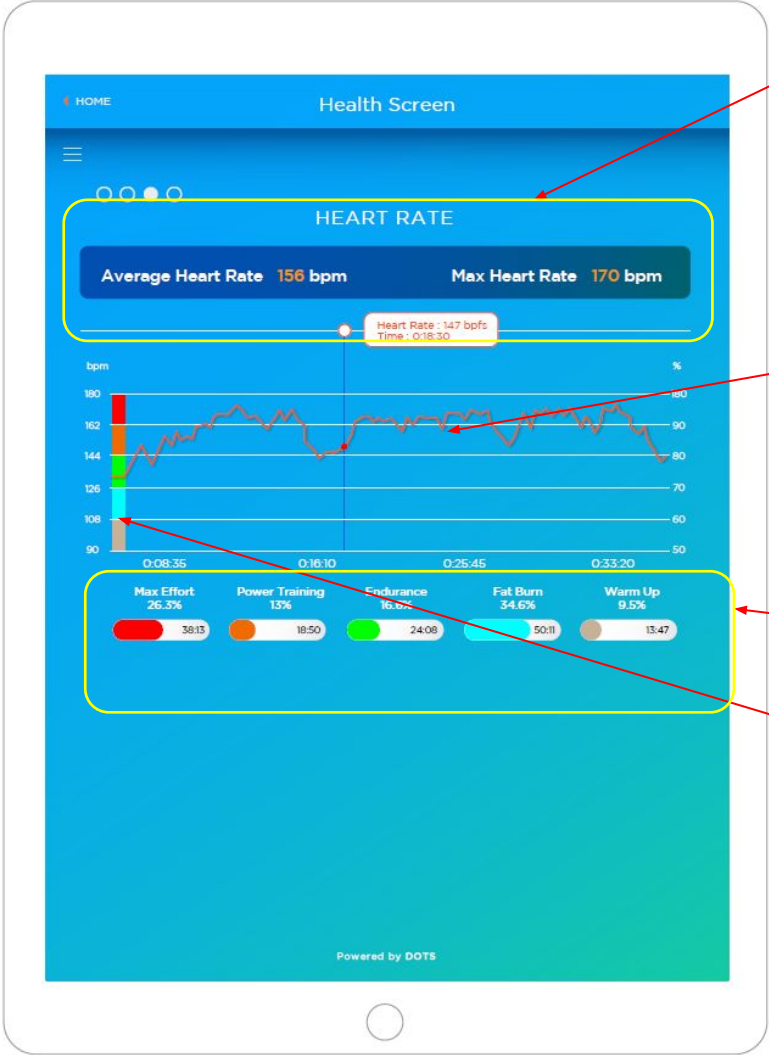 HOME
Health Screen
HEART RATE
Average Heart Rate 156 bpm
Max Heart Rate 170 bpm
Heart Rate : 147 bpfs
Time : 0:18:30
bpm
%
180
180
162
90
144
80
126
70
108
60
90
50
0:08:35
0:16:10
0:25:45
0:33:20
Max Effort
26.3%
38:13
Power Training
13%
18:50
Endurance
16.6%
24:08
Fat Burn
34.6%
50:11
Warm Up
9.5%
13:47
Powered by DOTS